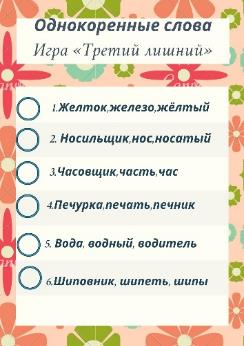 Однокоренные слова
Игра «Третий лишний»
1.Желток,железо,жёлтый
2. Носильщик,нос,носатый
3.Часовщик,часть,час
4.Печурка,печать,печник
5. Вода, водный, водитель
6.Шиповник, шипеть, шипы